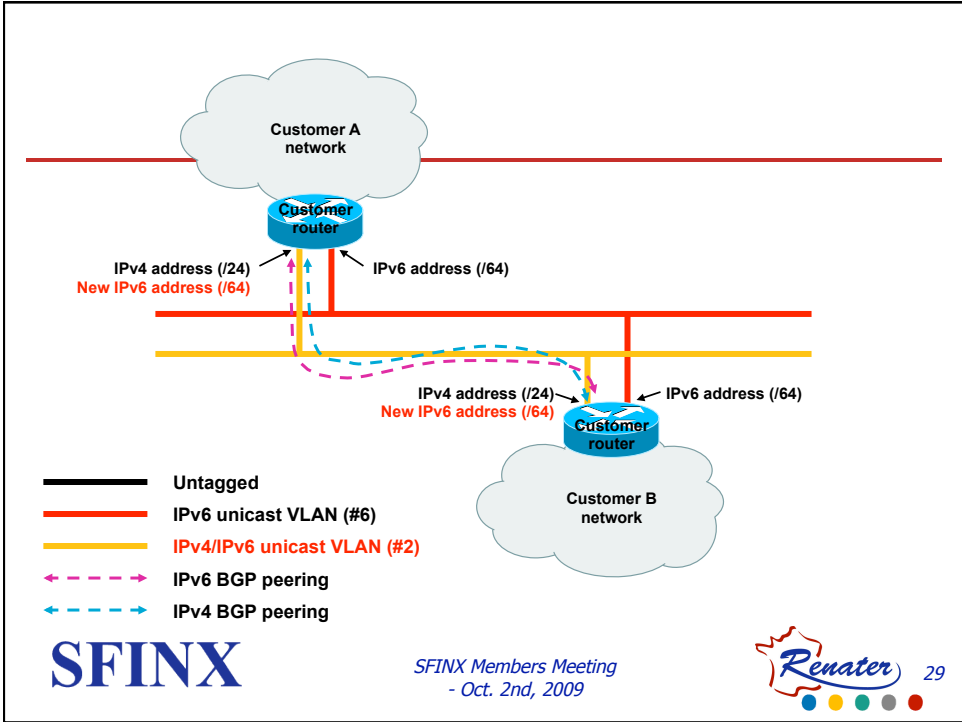 Customer A
network
Customer
router
IPv4 address (/24)
New IPv6 address (/64)
IPv6 address (/64)
IPv4 address (/24)
New IPv6 address (/64)
IPv6 address (/64)
Customer
router
Customer B
network
Untagged
IPv6 unicast VLAN (#6)
IPv4/IPv6 unicast VLAN (#2)
IPv6 BGP peering
IPv4 BGP peering
SFINX
SFINX Members Meeting
- Oct. 2nd, 2009
Renater
29